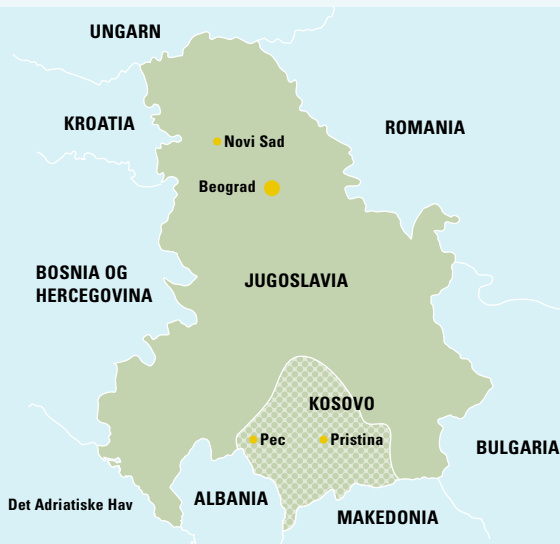 UNGARN
KROATIA
ROMANIA
Novi Sad
Beograd
BOSNIA OG
HERCEGOVINA
JUGOSLAVIA
KOSOVO
Pec
Pristina
BULGARIA
ALBANIA
Det Adriatiske Hav
MAKEDONIA